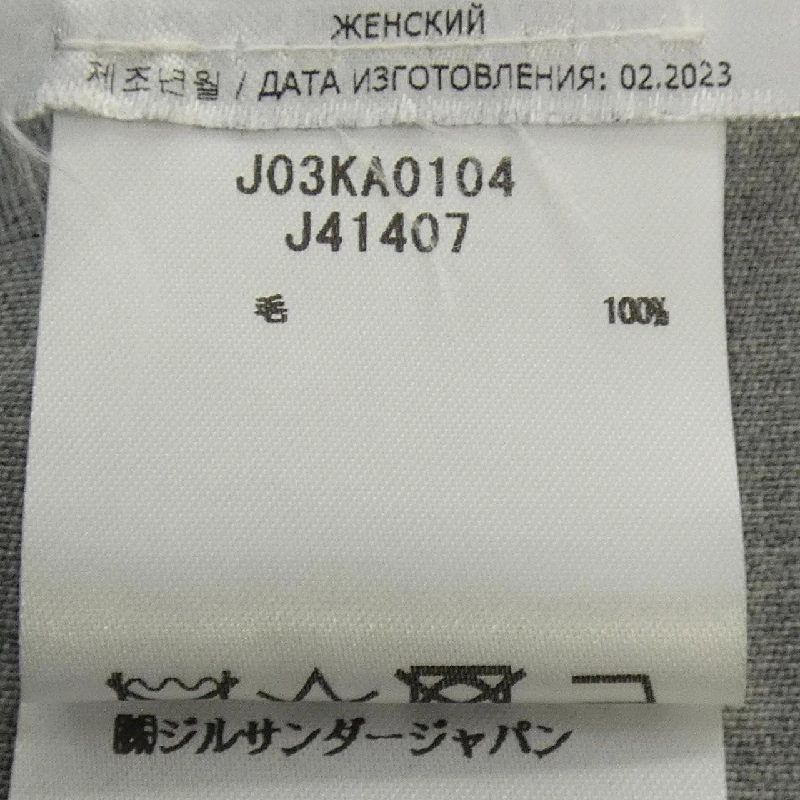 ЖЕНСКИЙ
제조년월 / ДАТА ИЗГОТОВЛЕНИЯ: 02.2023
J03KA0104
J41407
毛 100%
㈱ジルサンダージャパン